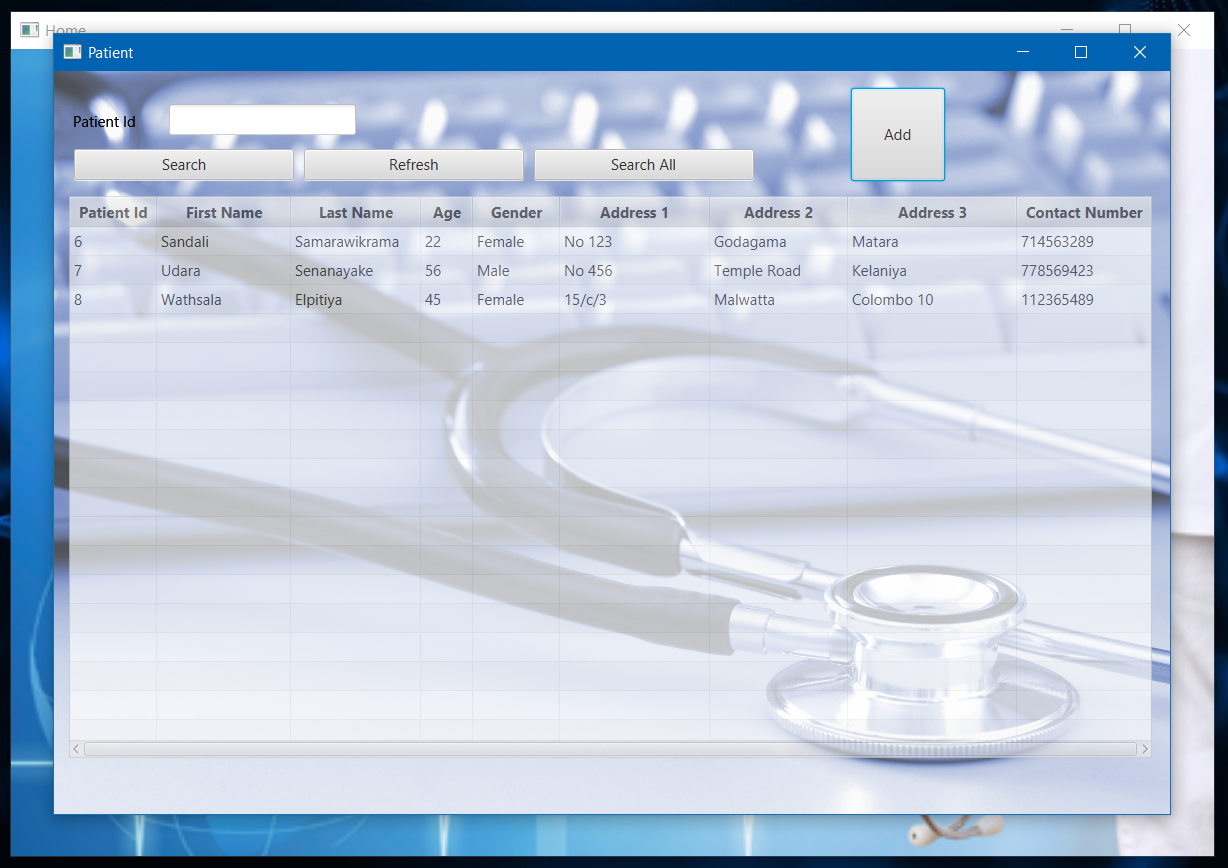 Home
Patient
Patient Id
Add
Search Refresh Search All
Patient Id First Name Last Name Age Gender Address 1 Address 2 Address 3 Contact Number
6 Sandali Samarawikrama 22 Female No 123 Godagama Matara 714563289
7 Udara Senanayake 56 Male No 456 Temple Road Kelaniya 778569423
8 Wathsala Elpitiya 45 Female 15/c/3 Malwatta Colombo 10 112365489